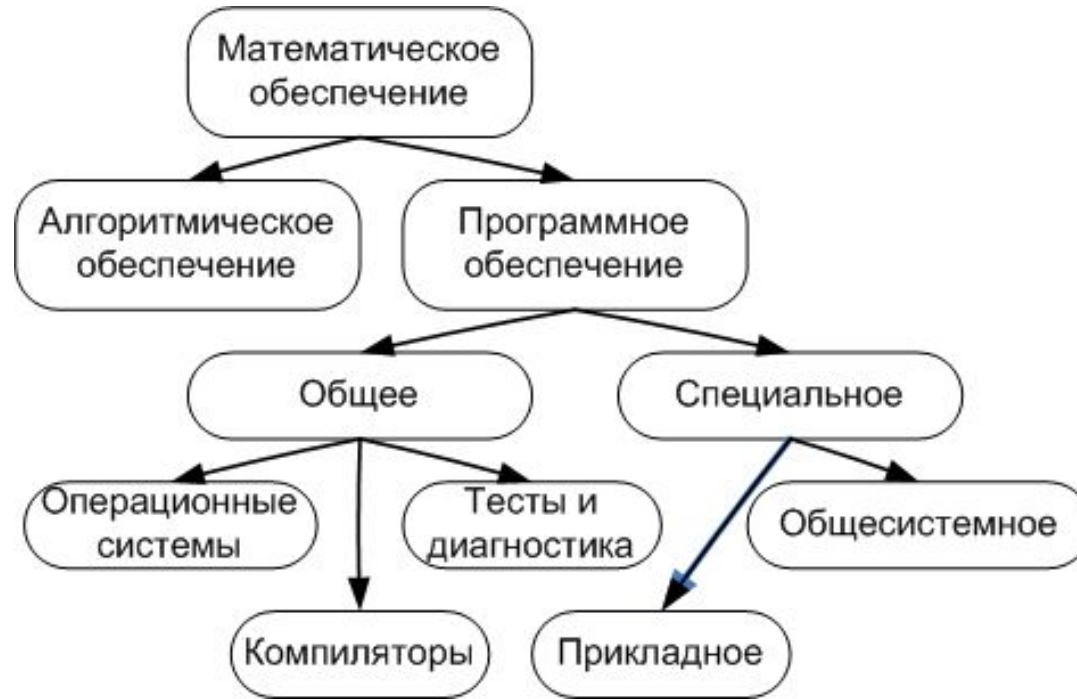 Математическое
обеспечение
Алгоритмическое
обеспечение
Программное
обеспечение
Общее
Специальное
Операционные
системы
Тесты и
диагностика
Общесистемное
Компиляторы
Прикладное